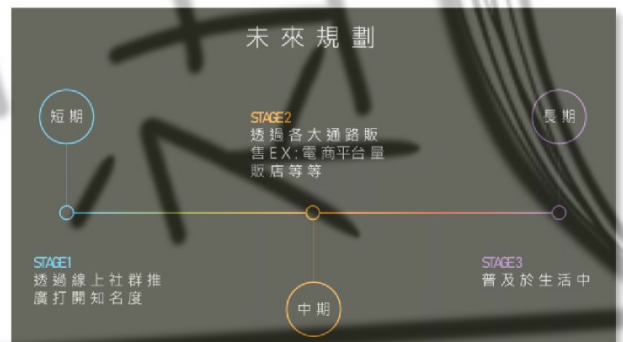 未來規劃
短期
STAGE2
透過各大通路販
售EX:電商平台量
販店等等
長期
STAGE1
透過線上社群推
廣打開知名度
中期
STAGE3
普及於生活中